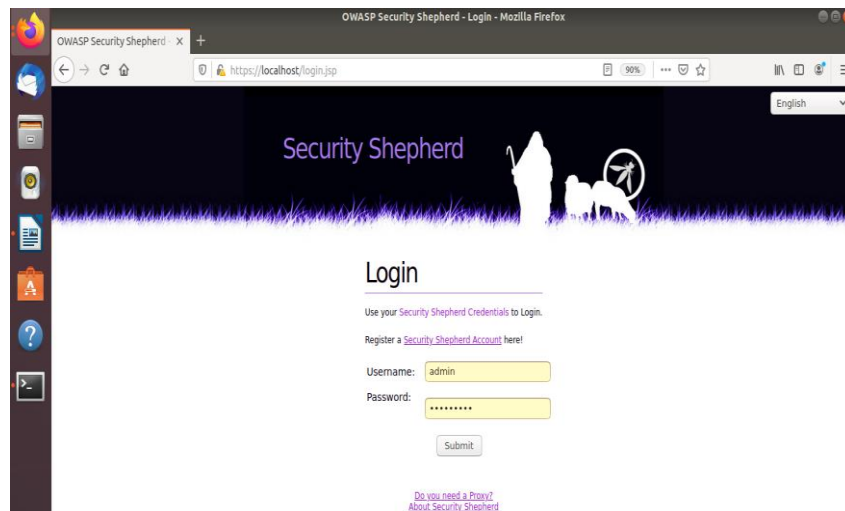 OWASP Security Shepherd - Login - Mozilla Firefox
OWASP Security Shepherd -
https://localhost/login.jsp
90%
English
Security Shepherd
Login
Use your Security Shepherd Credentials to Login.
Register a Security Shepherd Account here!
Username: admin
Password: •••••••••
Submit
Do you need a Proxy?
About Security Shepherd